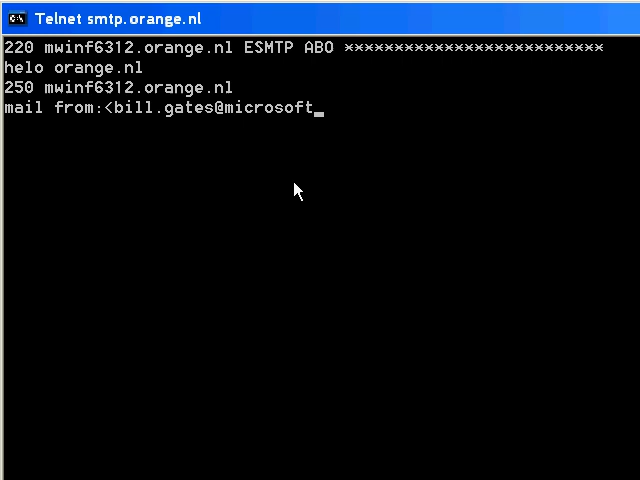 Telnet smtp.orange.nl
220 mwinf6312.orange.nl ESMTP ABO **************************
helo orange.nl
250 mwinf6312.orange.nl
mail from:<bill.gates@microsoft_